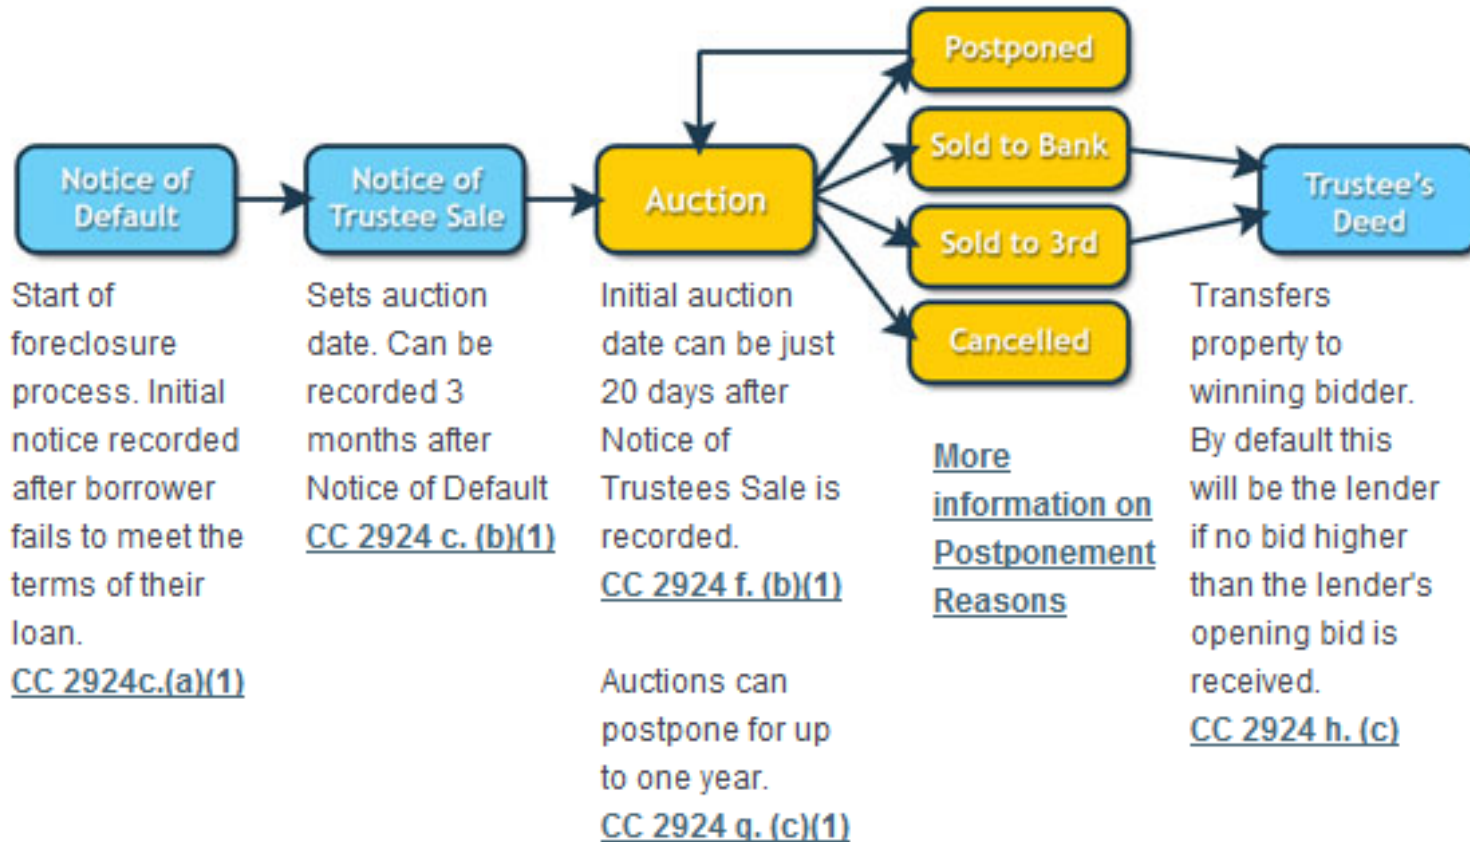 Postponed
Sold to Bank
Sold to 3rd
Cancelled
Notice of
Default
Notice of
Trustee Sale
Auction
Trustee's
Deed
Start of
foreclosure
process. Initial
notice recorded
after borrower
fails to meet the
terms of their
loan.
CC 2924c.(a)(1)
Sets auction
date. Can be
recorded 3
months after
Notice of Default
CC 2924 c. (b)(1)
Initial auction
date can be just
20 days after
Notice of
Trustees Sale is
recorded.
CC 2924 f. (b)(1)
Auctions can
postpone for up
to one year.
CC 2924 g. (c)(1)
More
information on
Postponement
Reasons
Transfers
property to
winning bidder.
By default this
will be the lender
if no bid higher
than the lender's
opening bid is
received.
CC 2924 h. (c)